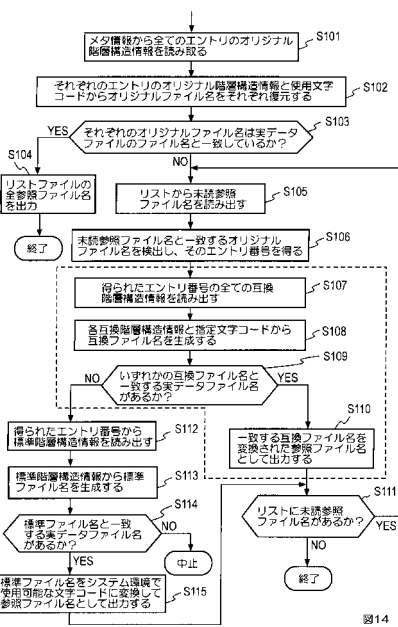 メタ情報から全てのエントリのオリジナル
階層構造情報を読み取る
S101
それぞれのエントリのオリジナル階層構造情報と使用文字
コードからオリジナルファイル名をそれぞれ復元する
S102
それぞれのオリジナルファイル名は実データ
ファイルのファイル名と一致しているか?
S103
YES
NO
S104
リストファイルの
全参照ファイル名
を出力
終了
リストから未読参照
ファイル名を読み出す
S105
未読参照ファイル名と一致するオリジナル
ファイル名を検出し、そのエントリ番号を得る
S106
得られたエントリ番号の全ての互換
階層構造情報を読み出す
S107
各互換階層構造情報と指定文字コードから
互換ファイル名を生成する
S108
いずれかの互換ファイル名と
一致する実データファイル名
があるか?
S109
NO
YES
一致する互換ファイル名を
変換された参照ファイル名
として出力する
S110
得られたエントリ番号から
標準階層構造情報を読み出す
S112
標準階層構造情報から標準
ファイル名を生成する
S113
標準ファイル名と一致
する実データファイル名
があるか?
S114
NO
中止
YES
標準ファイル名をシステム環境で
使用可能な文字コードに変換して
参照ファイル名として出力する
S115
リストに未読参照
ファイル名があるか?
S111
YES
NO
終了
図14